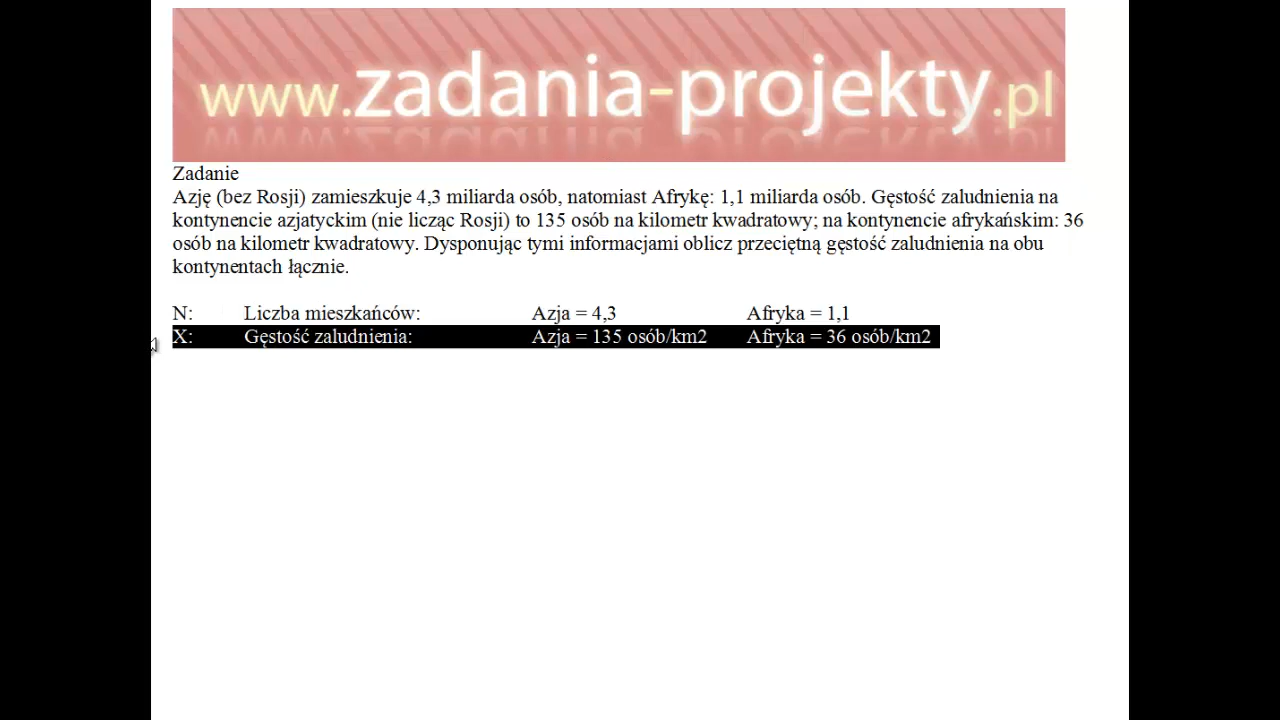 www.zadania-projekty.pl
Zadanie
Azję (bez Rosji) zamieszkuje 4,3 miliarda osób, natomiast Afrykę: 1,1 miliarda osób. Gęstość zaludnienia na
kontynencie azjatyckim (nie licząc Rosji) to 135 osób na kilometr kwadratowy; na kontynencie afrykańskim: 36
osób na kilometr kwadratowy. Dysponując tymi informacjami oblicz przeciętną gęstość zaludnienia na obu
kontynentach łącznie.
N: Liczba mieszkańców: Azja = 4,3 Afryka = 1,1
X: Gęstość zaludnienia: Azja = 135 osób/km2 Afryka = 36 osób/km2